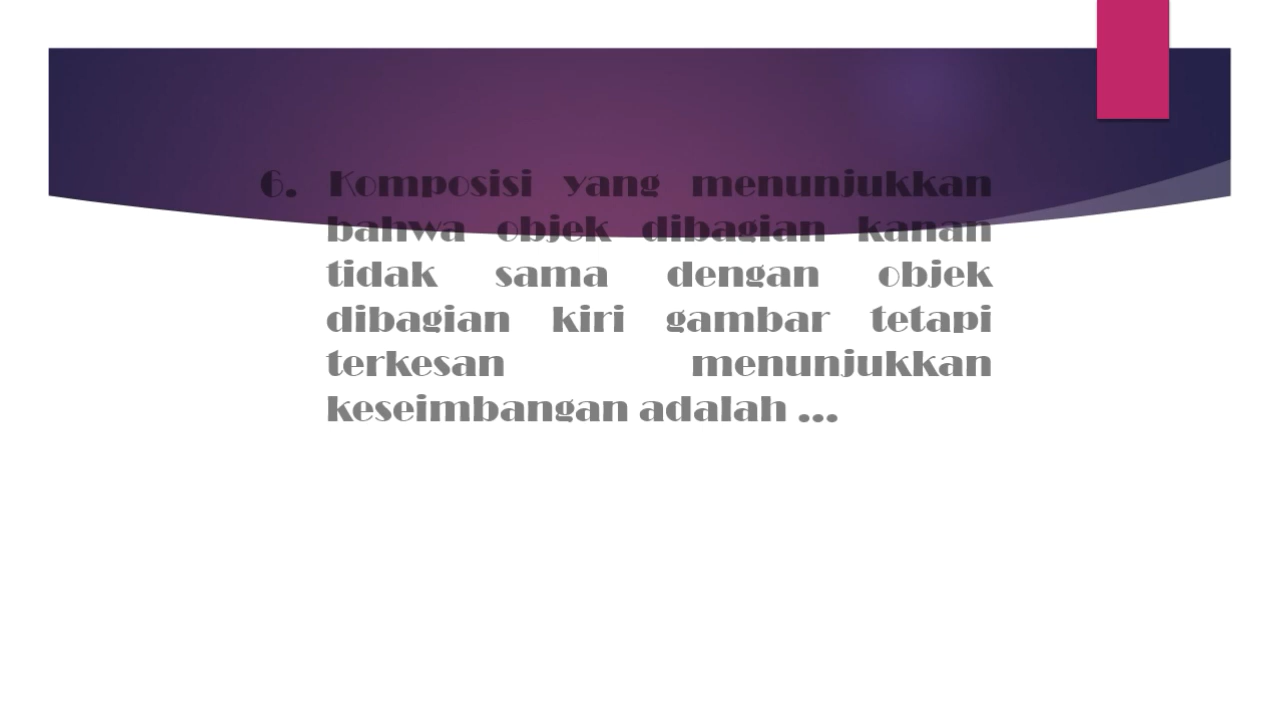 6. Komposisi yang menunjukkan
bahwa objek dibagian kanan
tidak sama dengan objek
dibagian kiri gambar tetapi
terkesan menunjukkan
keseimbangan adalah ...